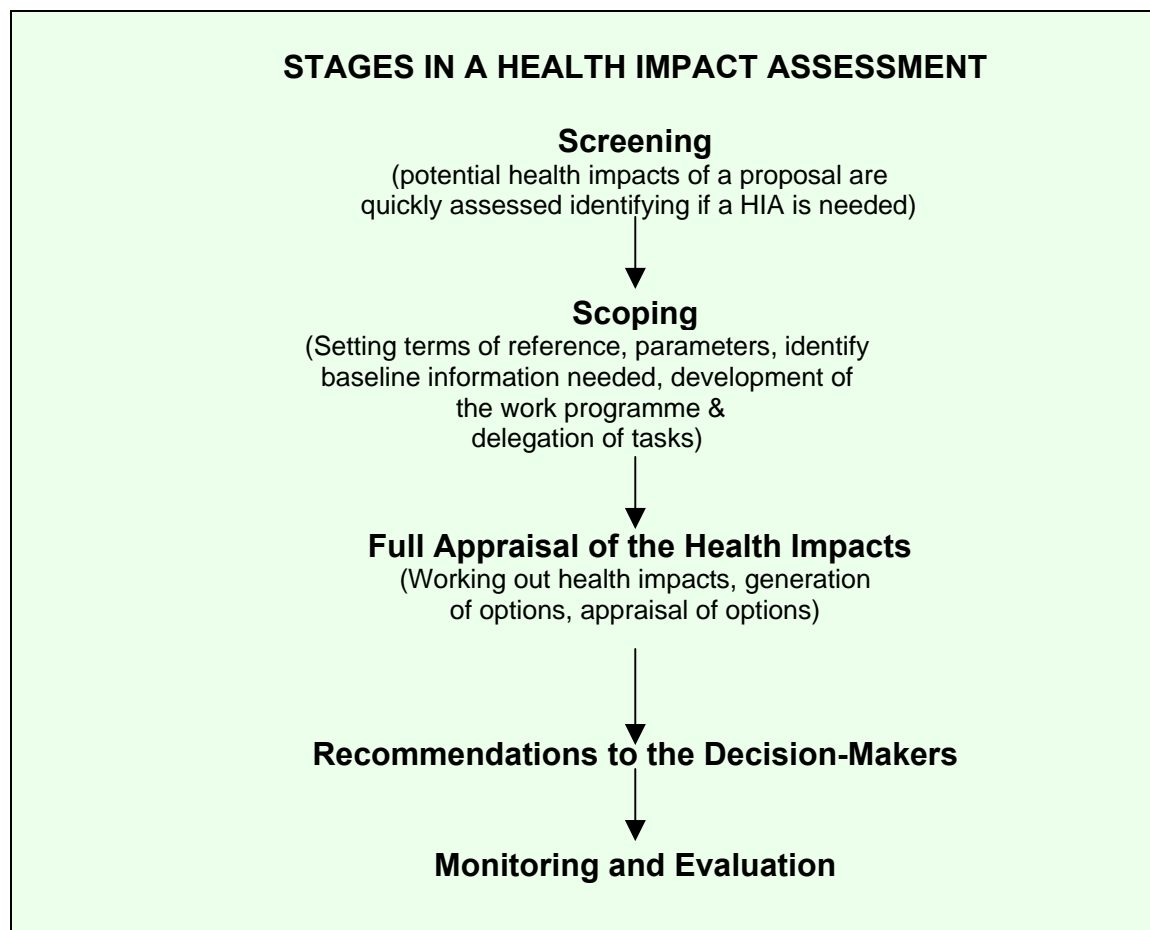 STAGES IN A HEALTH IMPACT ASSESSMENT
Screening
(potential health impacts of a proposal are
quickly assessed identifying if a HIA is needed)
Scoping
(Setting terms of reference, parameters, identify
baseline information needed, development of
the work programme &
delegation of tasks)
Full Appraisal of the Health Impacts
(Working out health impacts, generation
of options, appraisal of options)
Recommendations to the Decision-Makers
Monitoring and Evaluation